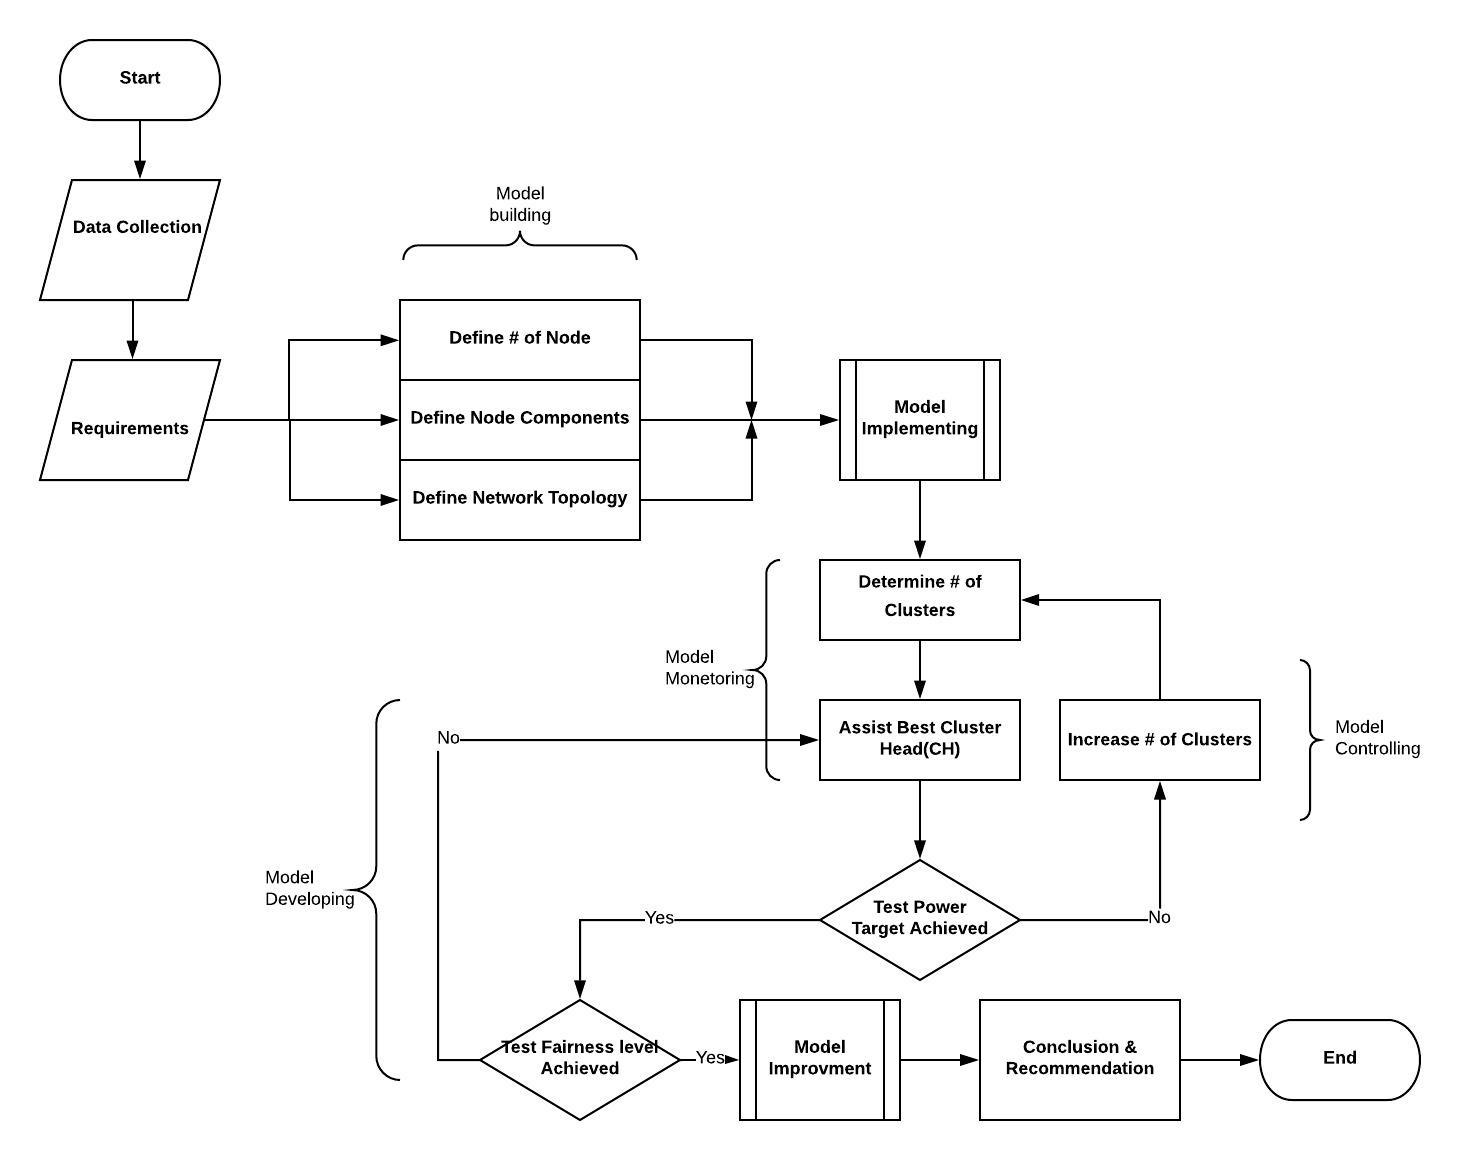 Start
Data Collection
Requirements
Model
building
Define # of Node
Define Node Components
Define Network Topology
Model
Implementing
Determine # of
Clusters
Model
Monetoring
Assist Best Cluster
Head(CH)
Increase # of Clusters
Model
Controlling
No
Model
Developing
Test Power
Target Achieved
Yes
No
Test Fairness level
Achieved
Yes
Model
Improvment
Conclusion &
Recommendation
End